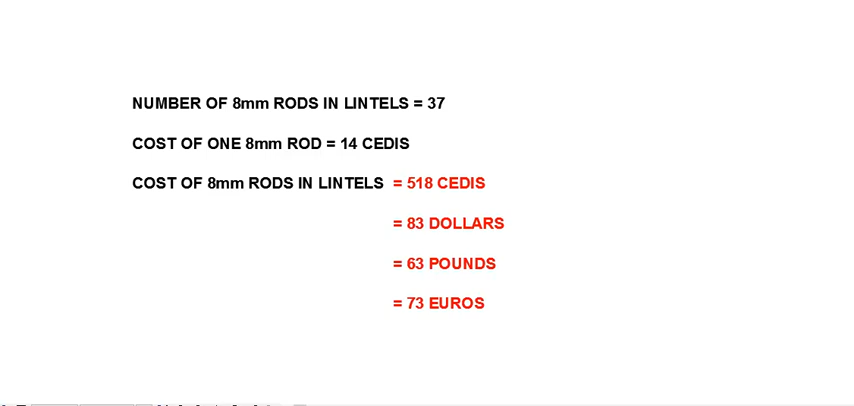 NUMBER OF 8mm RODS IN LINTELS = 37
COST OF ONE 8mm ROD = 14 CEDIS
COST OF 8mm RODS IN LINTELS = 518 CEDIS
= 83 DOLLARS
= 63 POUNDS
= 73 EUROS